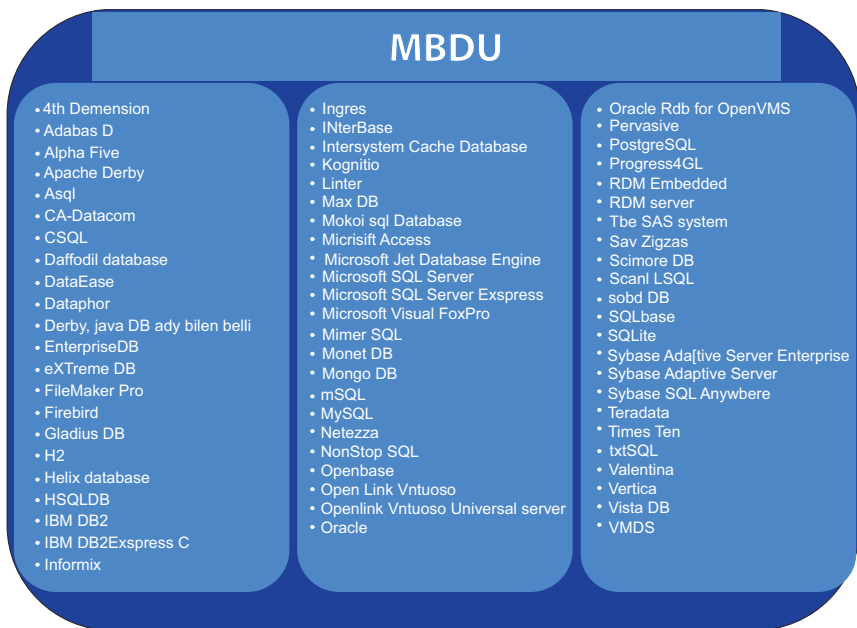 MBDU
• 4th Demension
• Adabas D
• Alpha Five
• Apache Derby
• Asql
• CA-Datacom
• CSQL
• Daffodil database
• DataEase
• Dataphor
• Derby, java DB ady bilen belli
• EnterpriseDB
• eXTreme DB
• FileMaker Pro
• Firebird
• Gladius DB
• H2
• Helix database
• HSQLDB
• IBM DB2
• IBM DB2Exspress C
• Informix
• Ingres
• INterBase
• Intersystem Cache Database
• Kognitio
• Linter
• Max DB
• Mokoi sql Database
• Micrisift Access
• Microsoft Jet Database Engine
• Microsoft SQL Server
• Microsoft SQL Server Exspress
• Microsoft Visual FoxPro
• Mimer SQL
• Monet DB
• Mongo DB
• mSQL
• MySQL
• Netezza
• NonStop SQL
• Openbase
• Open Link Vntuoso
• Openlink Vntuoso Universal server
• Oracle
• Oracle Rdb for OpenVMS
• Pervasive
• PostgreSQL
• Progress4GL
• RDM Embedded
• RDM server
• Tbe SAS system
• Sav Zigzas
• Scimore DB
• Scanl LSQL
• sobd DB
• SQLbase
• SQLite
• Sybase Ada[tive Server Enterprise
• Sybase Adaptive Server
• Sybase SQL Anywbere
• Teradata
• Times Ten
• txtSQL
• Valentina
• Vertica
• Vista DB
• VMDS